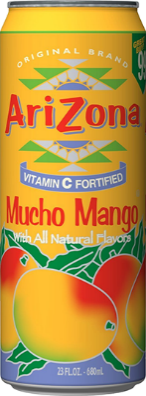 ORIGINAL BRAND
AriZona
VITAMIN C FORTIFIED
Mucho Mango
With All Natural Flavors
23 FL.OZ. - 680mL